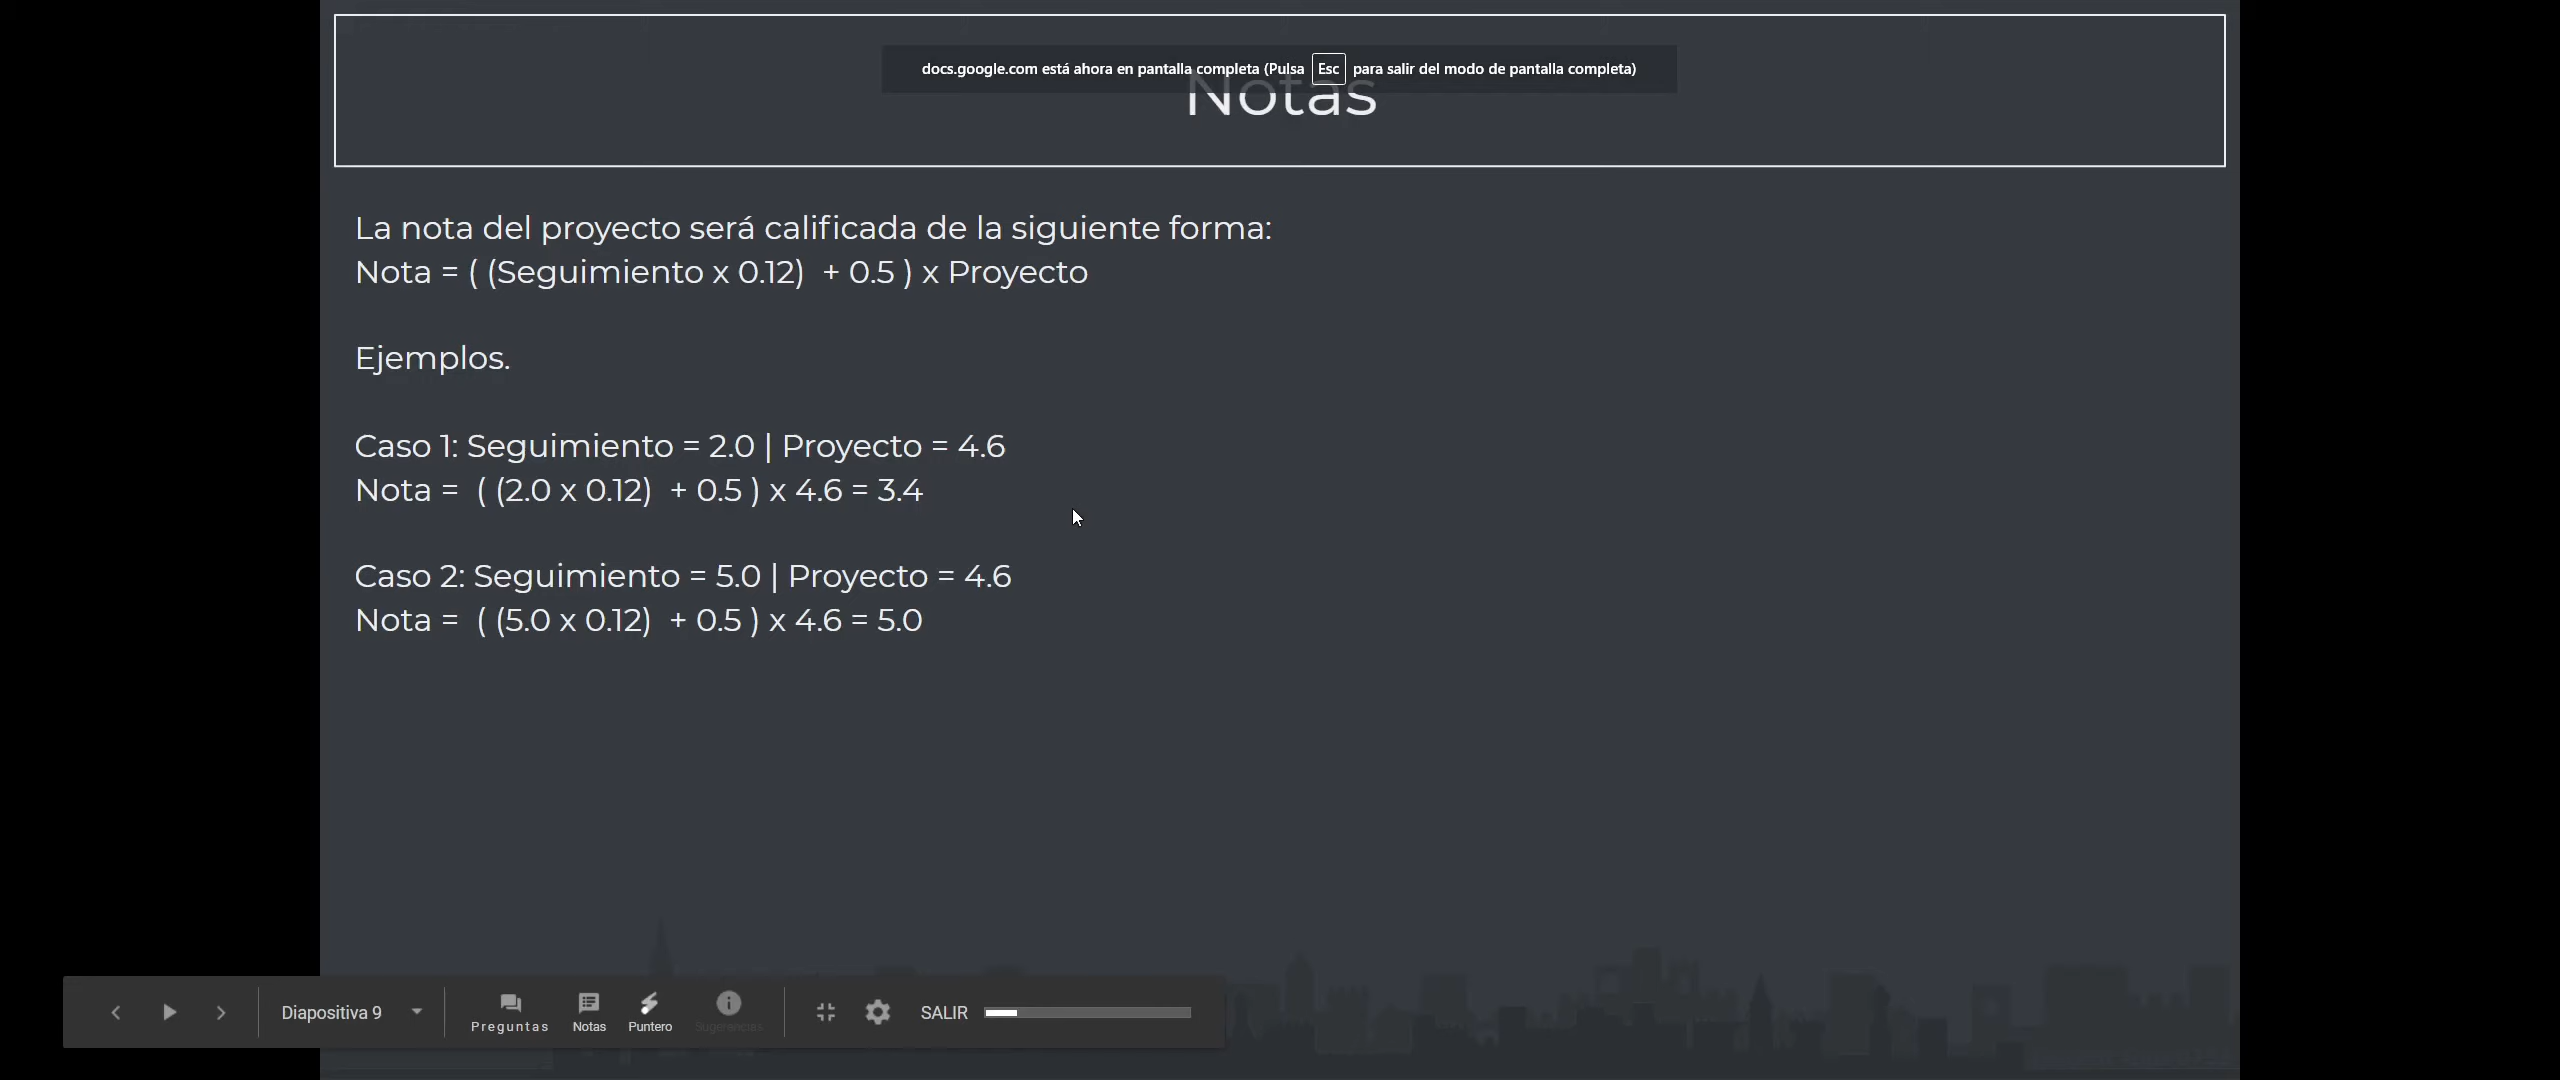 docs.google.com está ahora en pantalla completa (Pulsa Esc para salir del modo de pantalla completa)
Notas
La nota del proyecto será calificada de la siguiente forma:
Nota = ( (Seguimiento x 0.12)  + 0.5 ) x Proyecto
Ejemplos.
Caso 1: Seguimiento = 2.0 | Proyecto = 4.6
Nota =  ( (2.0 x 0.12)  + 0.5 ) x 4.6 = 3.4
Caso 2: Seguimiento = 5.0 | Proyecto = 4.6
Nota =  ( (5.0 x 0.12)  + 0.5 ) x 4.6 = 5.0
Diapositiva 9
Preguntas
Notas
Puntero
Sugerencias
SALIR